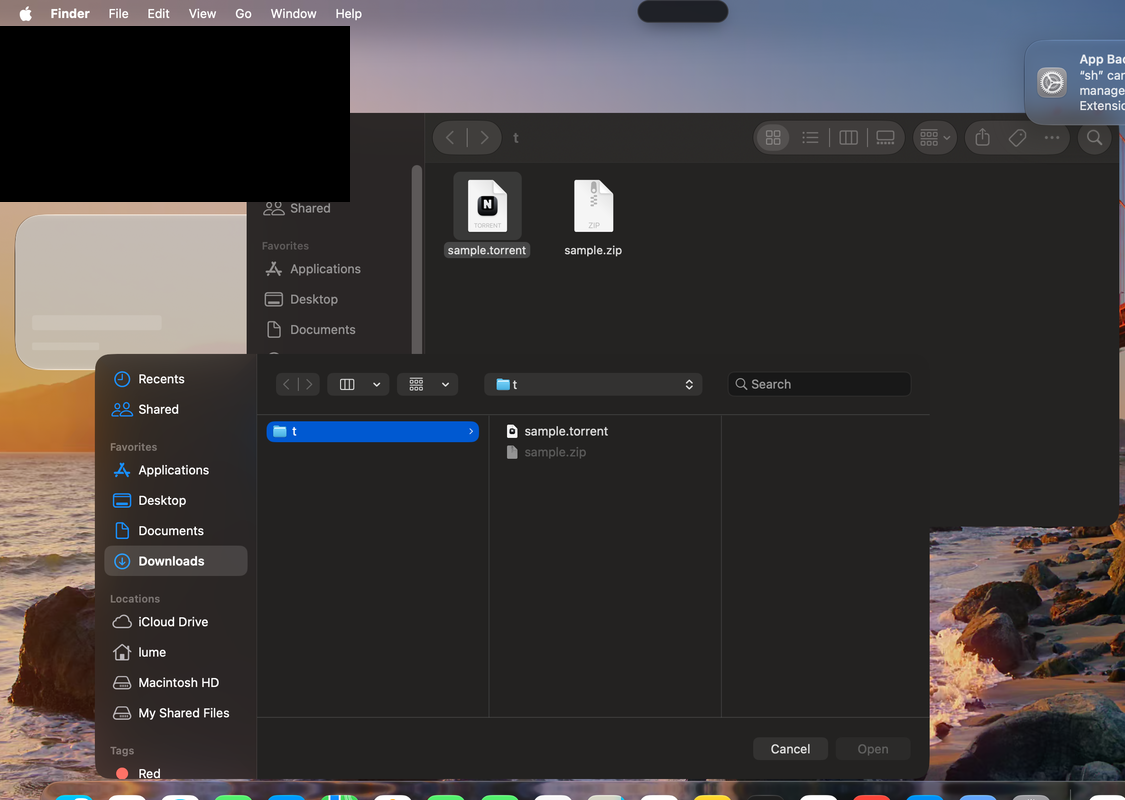 Finder File Edit View Go Window Help
App Bac
“sh” can
manage
Extensio
t
Shared
Favorites
Applications
Desktop
Documents
TORRENT
ZIP
sample.torrent
sample.zip
Recents
Shared
Favorites
Applications
Desktop
Documents
Downloads
Locations
iCloud Drive
lume
Macintosh HD
My Shared Files
Tags
Red
t
Search
t
sample.torrent
sample.zip
Cancel
Open